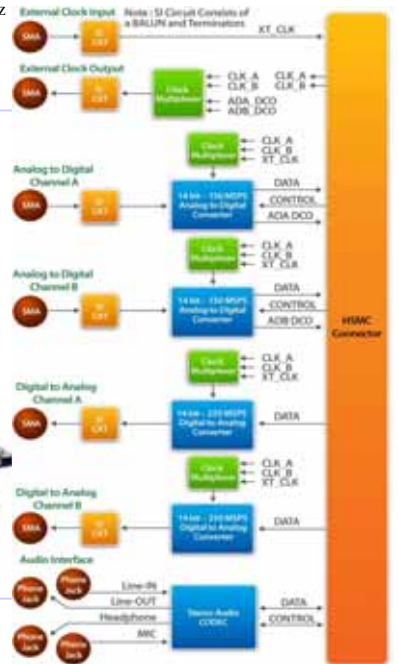 z
External Clock Input
Note : SI Circuit Consists of
a BALUN and Terminators
SMA
SI
CKT
XT_CLK
External Clock Output
SMA
SI
CKT
Clock
Multiplexer
CLK_A
CLK_B
ADA_DCO
ADB_DCO
CLK_A
CLK_B
Analog to Digital
Channel A
SMA
SI
CKT
Clock
Multiplexer
CLK_A
CLK_B
XT_CLK
14 bit - 150 MSPS
Analog to Digital
Converter
DATA
CONTROL
ADA DCO
Analog to Digital
Channel B
SMA
SI
CKT
Clock
Multiplexer
CLK_A
CLK_B
XT_CLK
14 bit - 150 MSPS
Analog to Digital
Converter
DATA
CONTROL
ADB DCO
HSMC
Connector
Digital to Analog
Channel A
SMA
SI
CKT
Clock
Multiplexer
CLK_A
CLK_B
XT_CLK
14 bit - 250 MSPS
Digital to Analog
Converter
DATA
Digital to Analog
Channel B
SMA
SI
CKT
Clock
Multiplexer
CLK_A
CLK_B
XT_CLK
14 bit - 250 MSPS
Digital to Analog
Converter
DATA
Audio Interface
Phone
Jack
Phone
Jack
Phone
Jack
Phone
Jack
Line-IN
Line-OUT
Headphone
MIC
Stereo Audio
CODEC
DATA
CONTROL